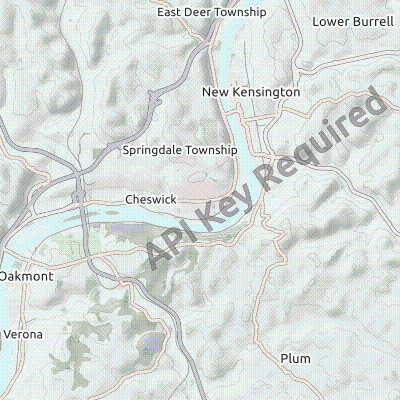 East Deer Township
Lower Burrell
New Kensington
Springdale Township
Cheswick
API Key Required
Oakmont
Verona
Plum